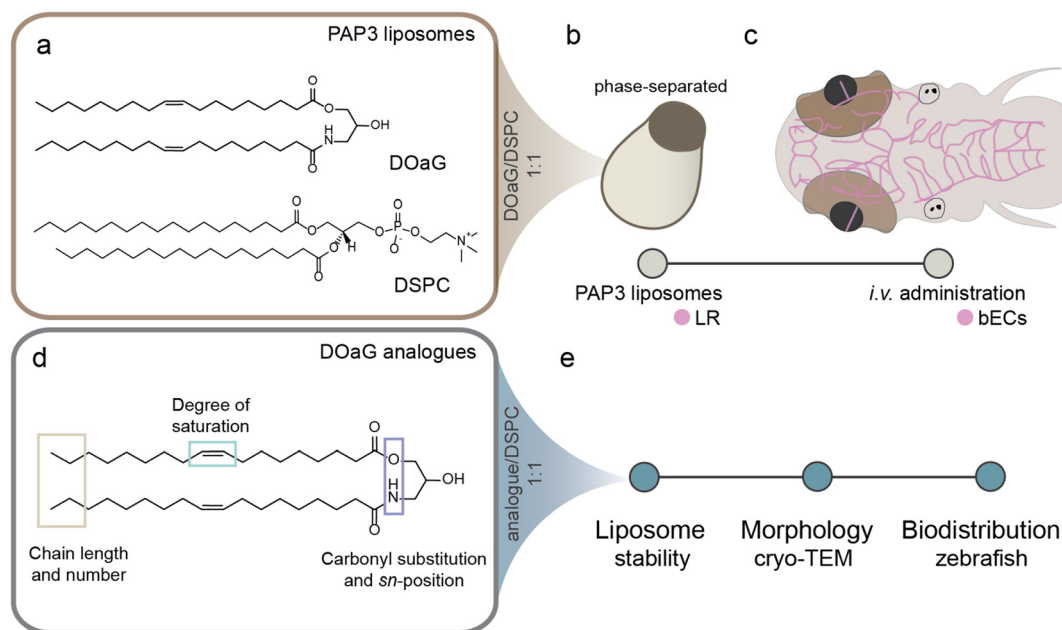 a
PAP3 liposomes
O
O
H
N
OH
O
DOaG
O
O
O
O
H
O
P
O
O-
O
N+
DSPC
DOaG/DSPC
1:1
b
phase-separated
c
PAP3 liposomes
LR
i.v. administration
bECs
d
DOaG analogues
Degree of
saturation
O
O
H
N
OH
O
Chain length
and number
Carbonyl substitution
and sn-position
analogue/DSPC
1:1
e
Liposome
stability
Morphology
cryo-TEM
Biodistribution
zebrafish